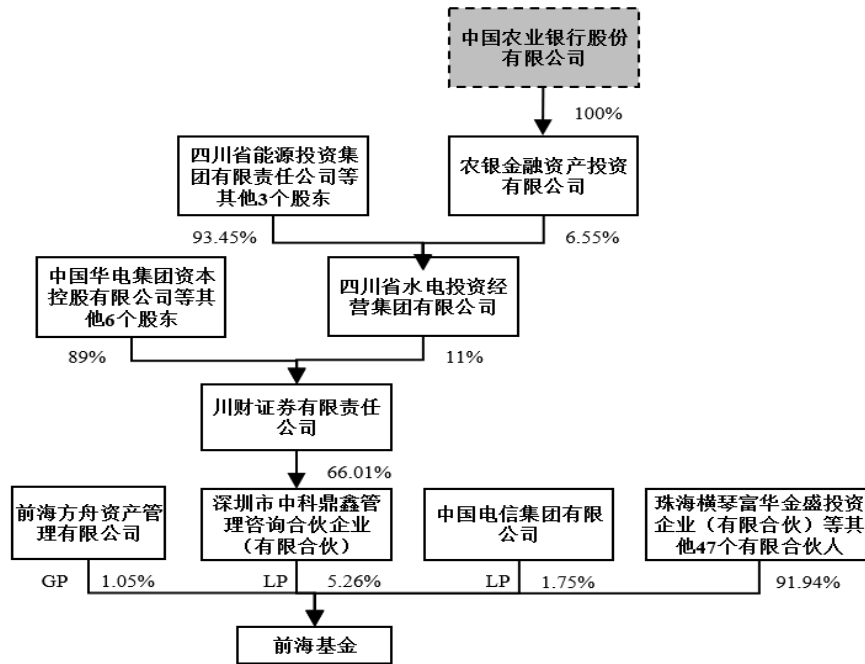 中国农业银行股份
有限公司
100%
四川省能源投资集
团有限责任公司等
其他3个股东
农银金融资产投资
有限公司
93.45%
6.55%
中国华电集团资本
控股有限公司等其
他6个股东
四川省水电投资经
营集团有限公司
89%
11%
川财证券有限责任
公司
66.01%
前海方舟资产管
理有限公司
深圳市中科鼎鑫管
理咨询合伙企业
（有限合伙）
中国电信集团有限
公司
珠海横琴富华金盛投资
企业（有限合伙）等其
他47个有限合伙人
GP 1.05%
LP 5.26%
LP 1.75%
91.94%
前海基金